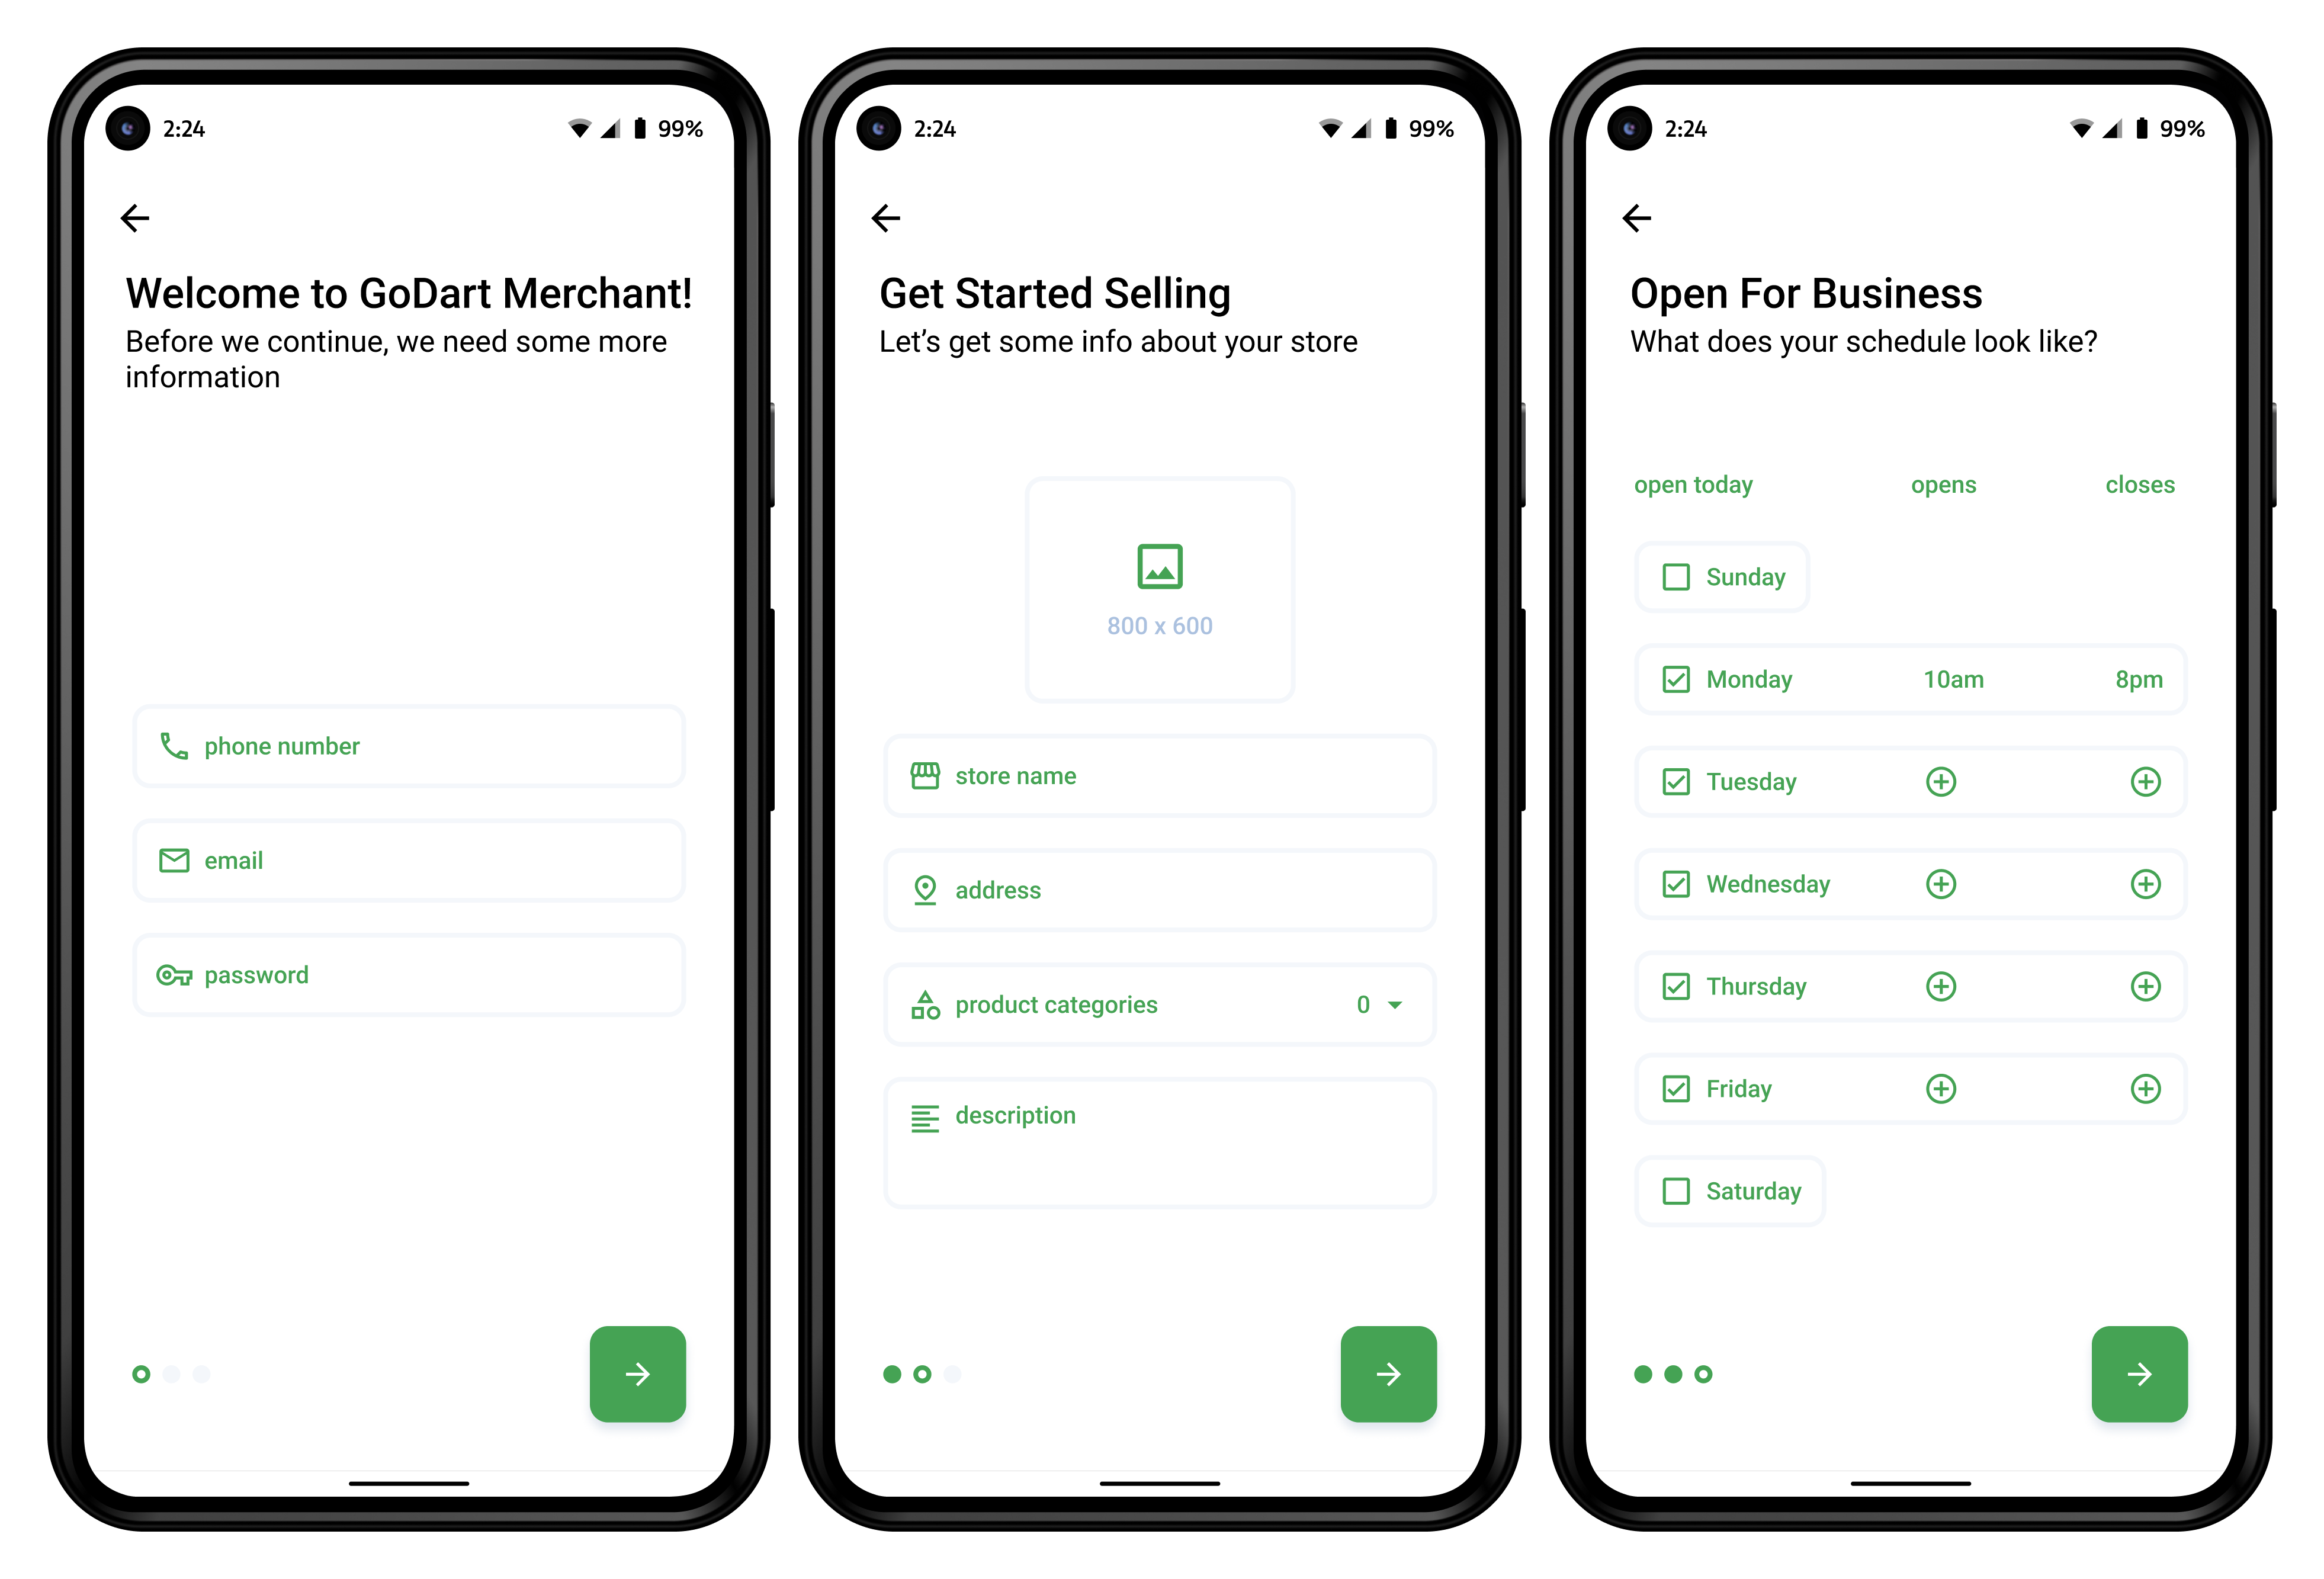 2:24
99%
Welcome to GoDart Merchant!
Before we continue, we need some more
information
phone number
email
password
2:24
99%
Get Started Selling
Let’s get some info about your store
800 x 600
store name
address
product categories 0
description
2:24
99%
Open For Business
What does your schedule look like?
open today opens closes
Sunday
Monday 10am 8pm
Tuesday
Wednesday
Thursday
Friday
Saturday